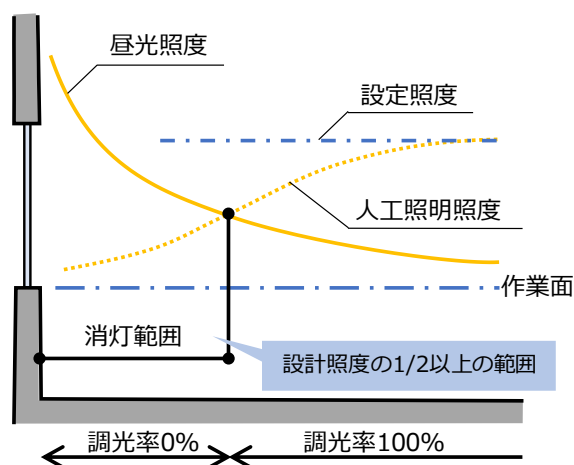 昼光照度
設定照度
人工照明照度
作業面
消灯範囲
設計照度の1/2以上の範囲
調光率0%
調光率100%